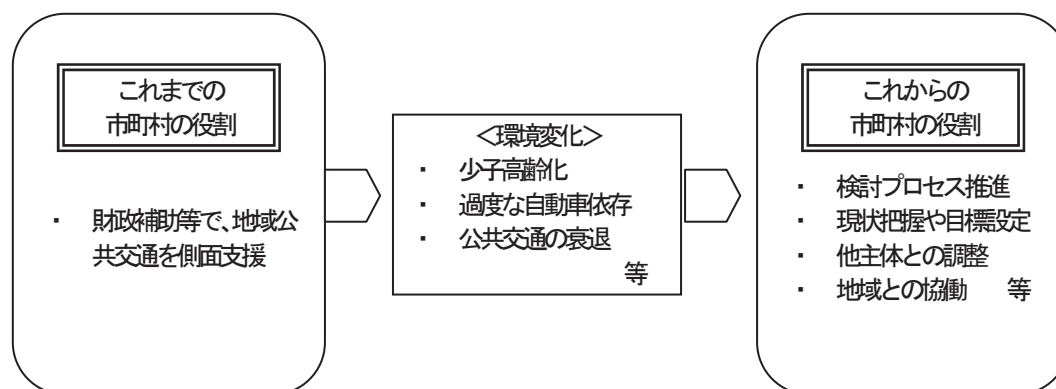 これまでの
市町村の役割
・ 財政補助等で、地域公
共交通を側面支援
<環境変化>
・ 少子高齢化
・ 過度な自動車依存
・ 公共交通の衰退
等
これからの
市町村の役割
・ 検討プロセス推進
・ 現状把握や目標設定
・ 他主体との調整
・ 地域との協働 等